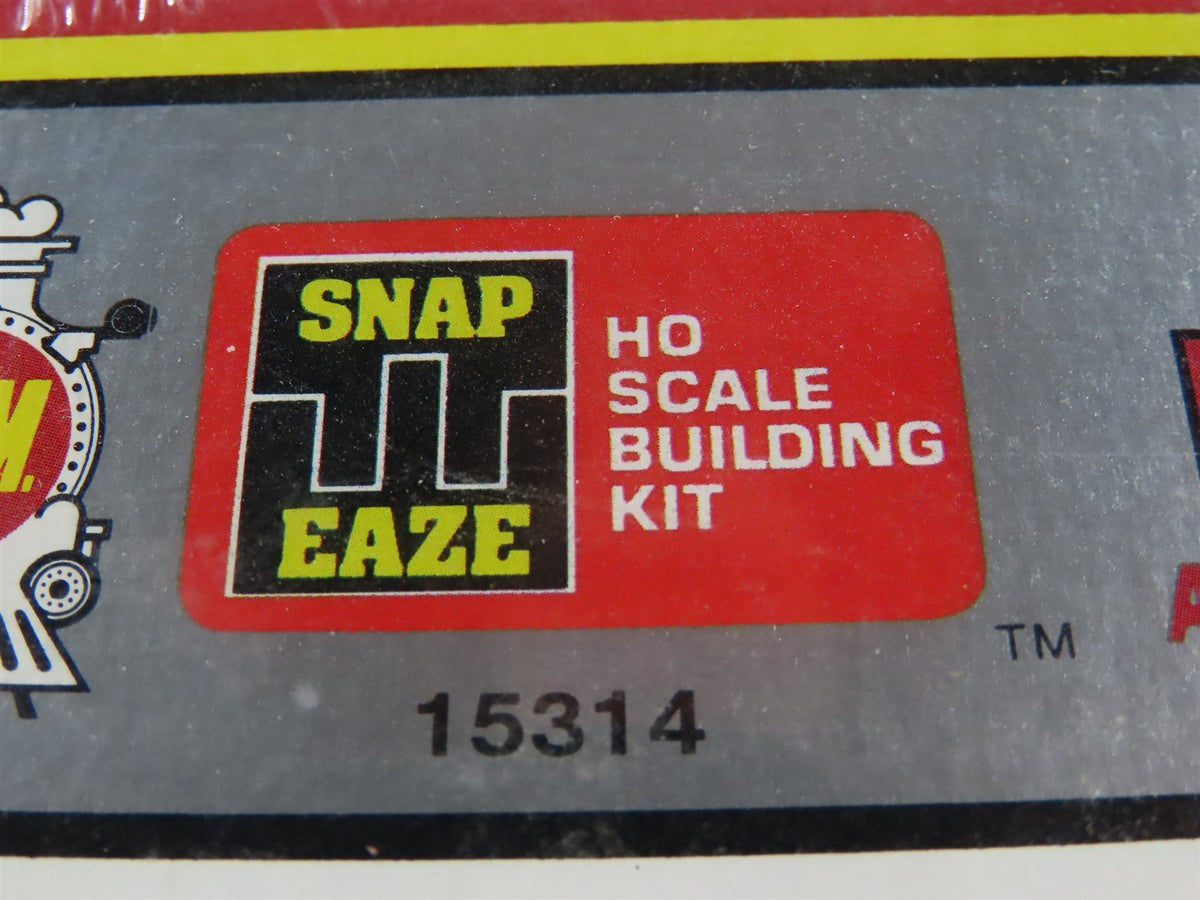 SNAP
EAZE
HO
SCALE
BUILDING
KIT
TM
15314
M.